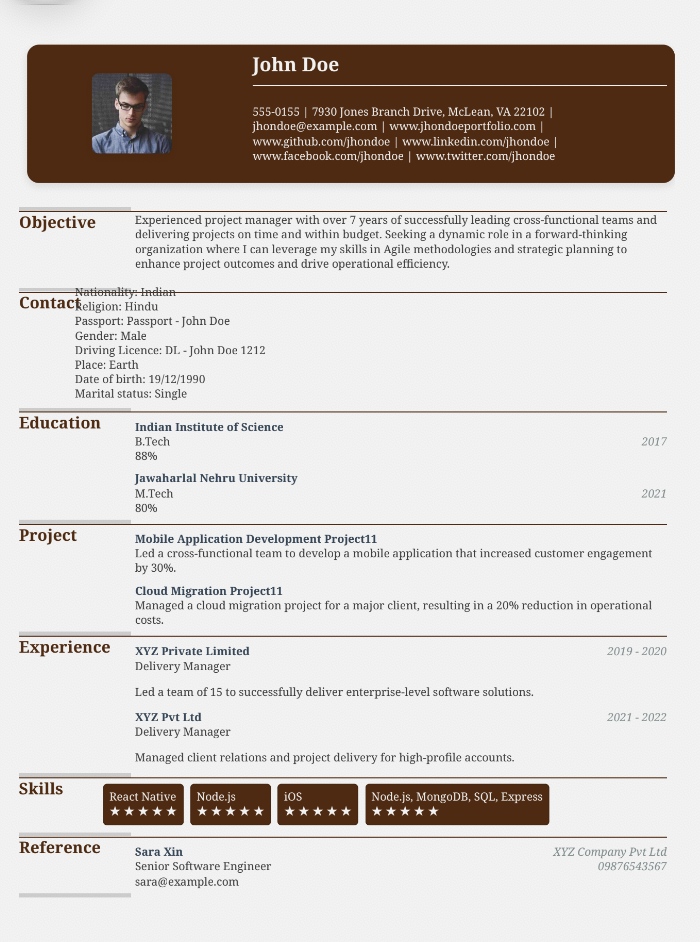 John Doe
555-0155 | 7930 Jones Branch Drive, McLean, VA 22102 |
jhondoe@example.com | www.jhondoeportfolio.com |
www.github.com/jhondoe | www.linkedin.com/jhondoe |
www.facebook.com/jhondoe | www.twitter.com/jhondoe
Objective
Experienced project manager with over 7 years of successfully leading cross-functional teams and
delivering projects on time and within budget. Seeking a dynamic role in a forward-thinking
organization where I can leverage my skills in Agile methodologies and strategic planning to
enhance project outcomes and drive operational efficiency.
Contact
Nationality: Indian
Religion: Hindu
Passport: Passport - John Doe
Gender: Male
Driving Licence: DL - John Doe 1212
Place: Earth
Date of birth: 19/12/1990
Marital status: Single
Education
Indian Institute of Science
B.Tech 2017
88%
Jawaharlal Nehru University
M.Tech 2021
80%
Project
Mobile Application Development Project11
Led a cross-functional team to develop a mobile application that increased customer engagement
by 30%.
Cloud Migration Project11
Managed a cloud migration project for a major client, resulting in a 20% reduction in operational
costs.
Experience
XYZ Private Limited 2019 - 2020
Delivery Manager
Led a team of 15 to successfully deliver enterprise-level software solutions.
XYZ Pvt Ltd 2021 - 2022
Delivery Manager
Managed client relations and project delivery for high-profile accounts.
Skills
React Native Node.js iOS Node.js, MongoDB, SQL, Express
★★★★★ ★★★★★ ★★★★★ ★★★★★
Reference
Sara Xin XYZ Company Pvt Ltd
Senior Software Engineer 09876543567
sara@example.com